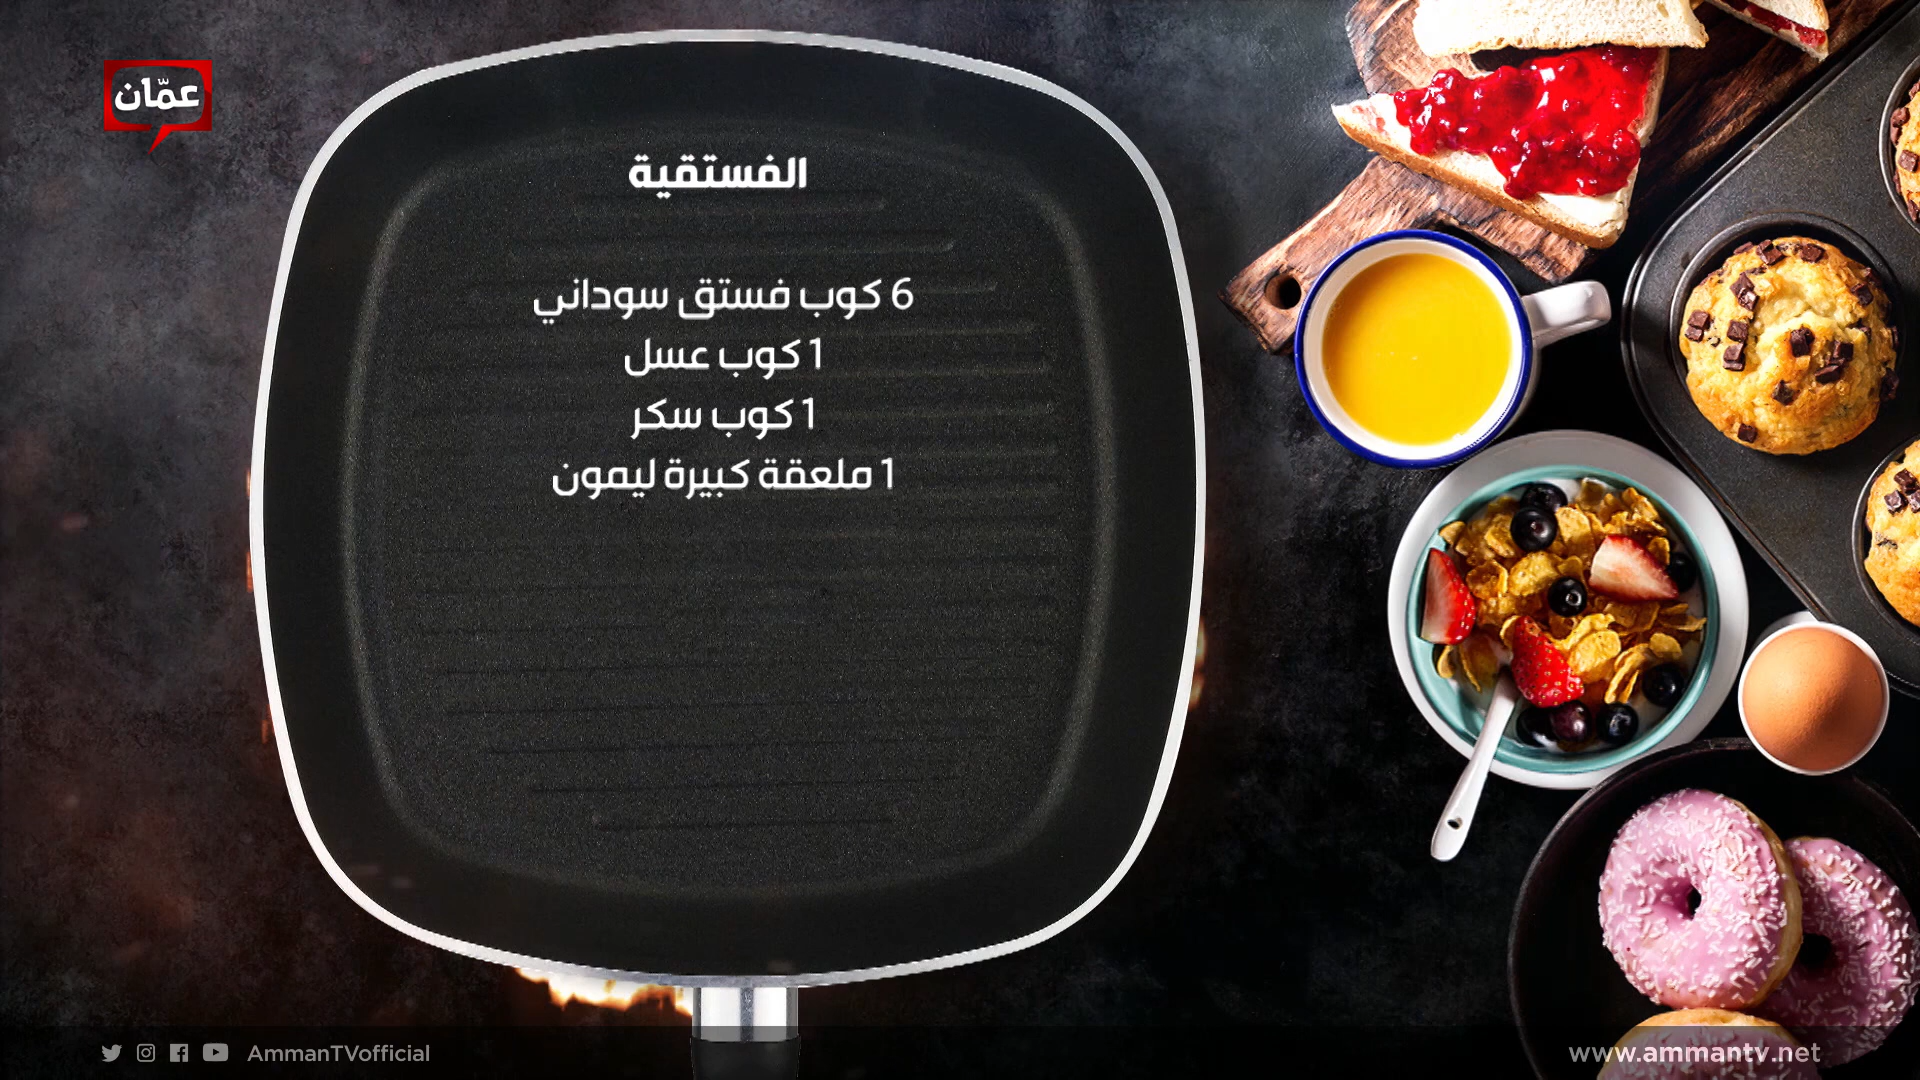 عمّان
الفستقية
6 كوب فستق سوداني
1 كوب عسل
1 كوب سكر
1 ملعقة كبيرة ليمون
AmmanTVofficial
www.ammantv.net